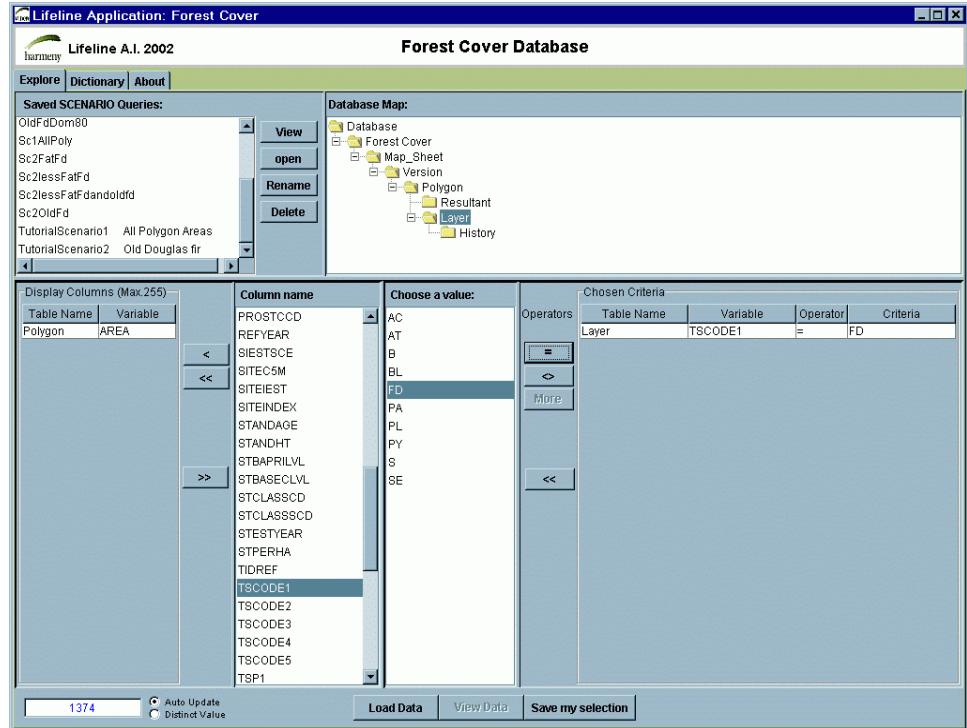 Lifeline Application: Forest Cover
harmeny Lifeline A.I. 2002
Forest Cover Database
Explore Dictionary About
Saved SCENARIO Queries:
OldFdDom80
Sc1AllPoly
Sc2FatFd
Sc2lessFatFd
Sc2lessFatFdandoldfd
Sc2OldFd
TutorialScenario1 All Polygon Areas
TutorialScenario2 Old Douglas fir
View
open
Rename
Delete
Database Map:
Database
Forest Cover
Map_Sheet
Version
Polygon
Resultant
Layer
History
Display Columns (Max.255)
Table Name Variable
Polygon AREA
<
<<
>>
Column name
PROSTCCD
REFYEAR
SIESTSCE
SITEC5M
SITEIEST
SITEINDEX
STANDAGE
STANDHT
STBAPRILVL
STBASECLVL
STCLASSCD
STCLASSSCD
STESTYEAR
STPERHA
TIDREF
TSCODE1
TSCODE2
TSCODE3
TSCODE4
TSCODE5
TSP1
Choose a value:
AC
AT
B
BL
FD
PA
PL
PY
S
SE
Operators
=
<>
More
<<
Chosen Criteria
Table Name Variable Operator Criteria
Layer TSCODE1 = FD
1374
Auto Update
Distinct Value
Load Data
View Data
Save my selection